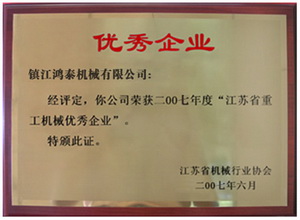 优秀企业
镇江鸿泰机械有限公司:
经评定，你公司荣获二00七年度“江苏省重
工机械优秀企业”。
特颁此证。
江苏省机械行业协会
二00七年六月